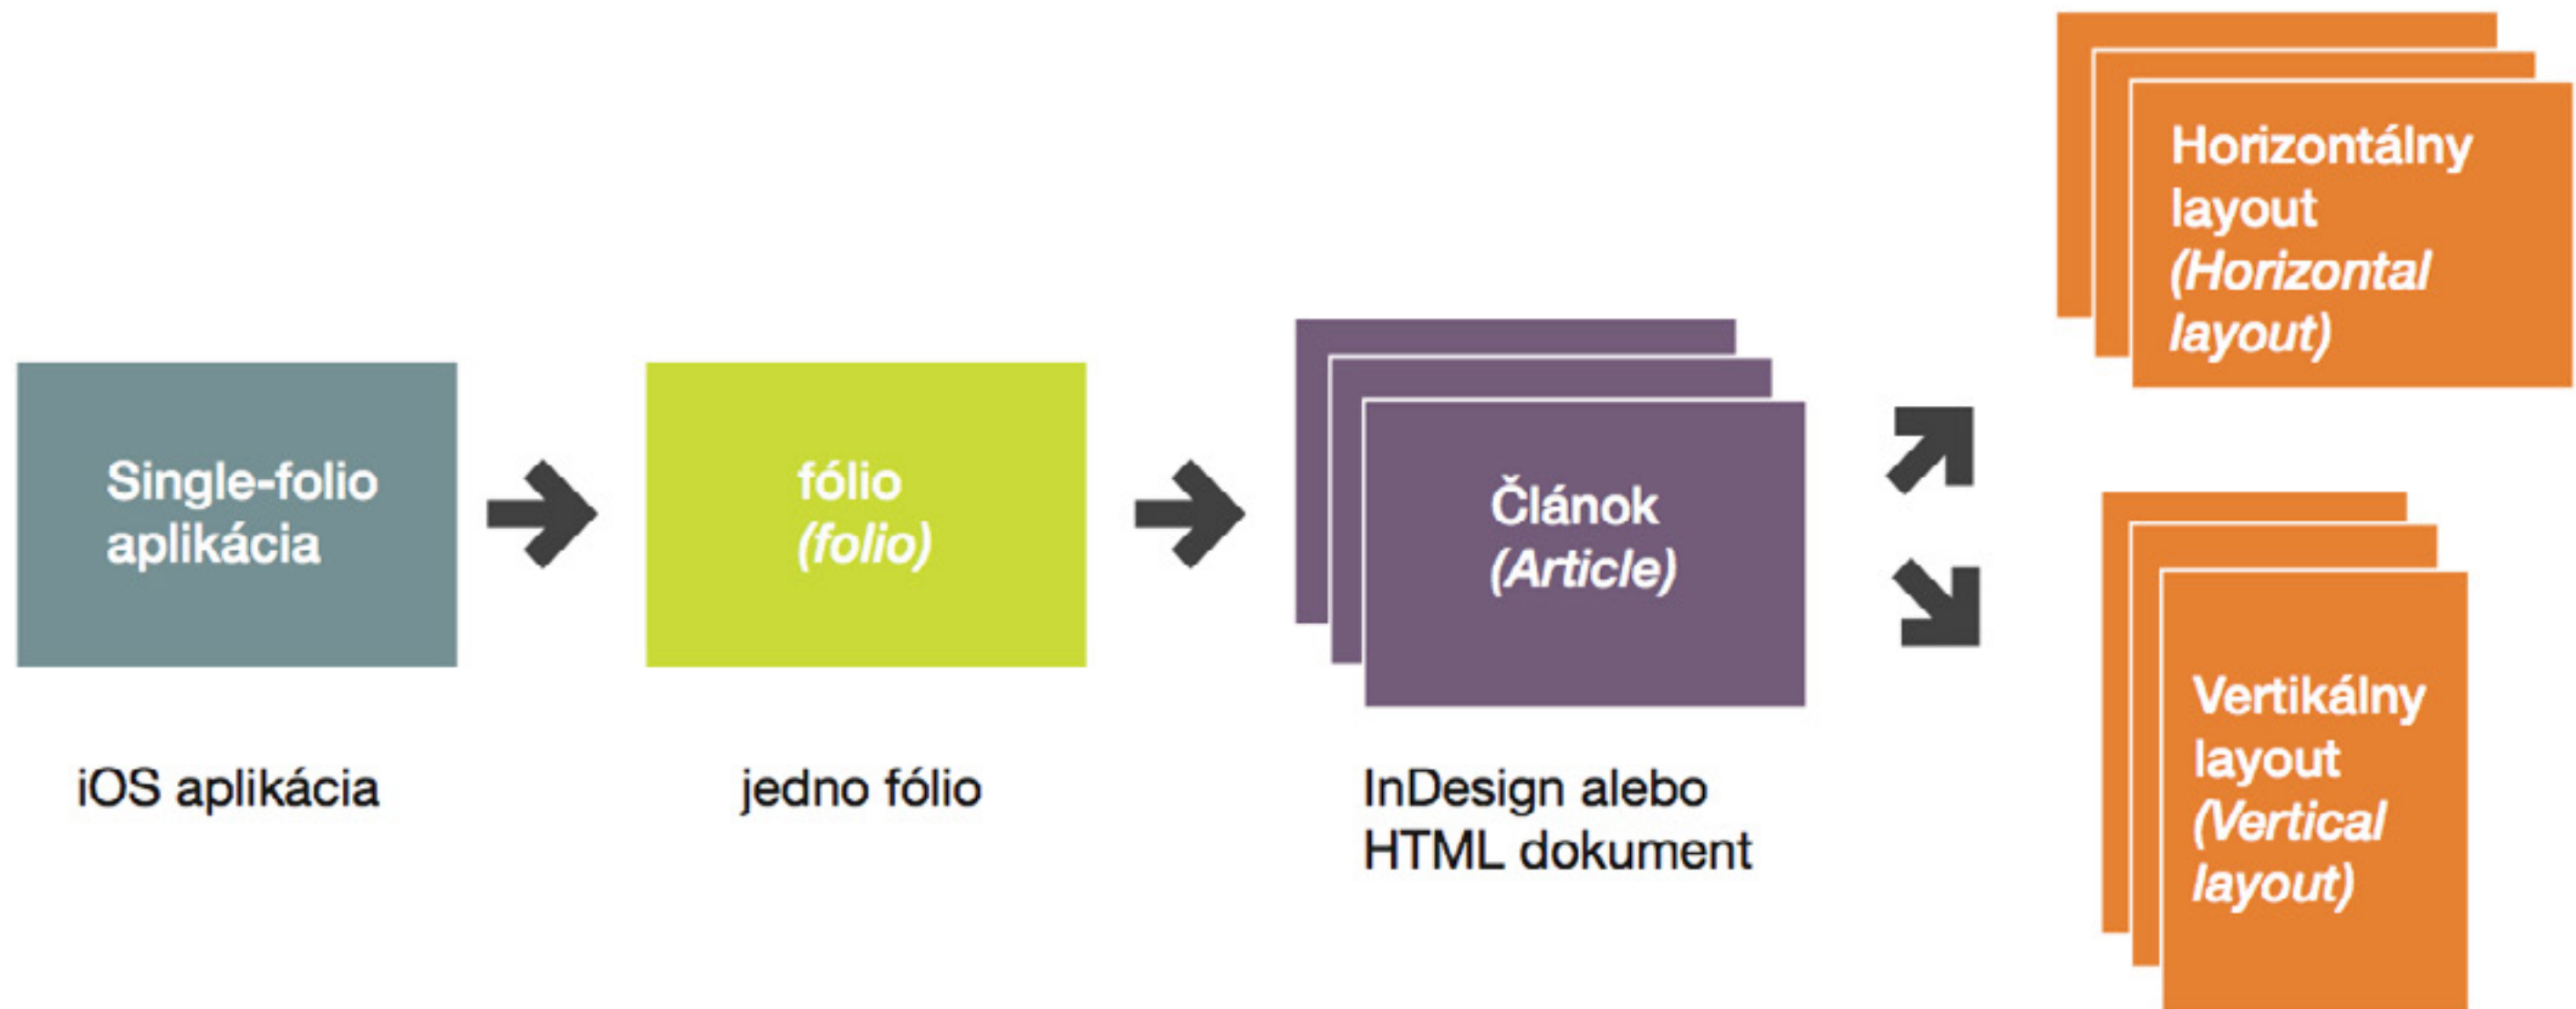 Single-folio
aplikácia
iOS aplikácia
fólio
(folio)
jedno fólio
Článok
(Article)
InDesign alebo
HTML dokument
Horizontálny
layout
(Horizontal
layout)
Vertikálny
layout
(Vertical
layout)